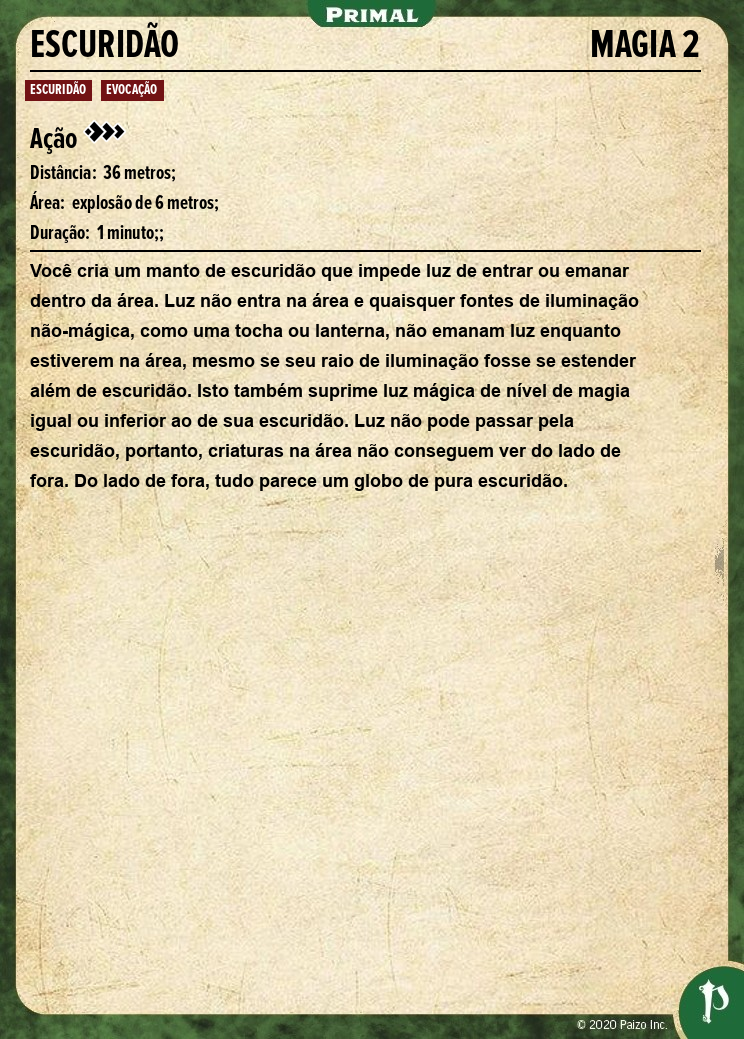 PRIMAL
ESCURIDÃO MAGIA 2
ESCURIDÃO EVOCAÇÃO
Ação
Distância: 36 metros;
Área: explosão de 6 metros;
Duração: 1 minuto;;
Você cria um manto de escuridão que impede luz de entrar ou emanar
dentro da área. Luz não entra na área e quaisquer fontes de iluminação
não-mágica, como uma tocha ou lanterna, não emanam luz enquanto
estiverem na área, mesmo se seu raio de iluminação fosse se estender
além de escuridão. Isto também suprime luz mágica de nível de magia
igual ou inferior ao de sua escuridão. Luz não pode passar pela
escuridão, portanto, criaturas na área não conseguem ver do lado de
fora. Do lado de fora, tudo parece um globo de pura escuridão.
© 2020 Paizo Inc.